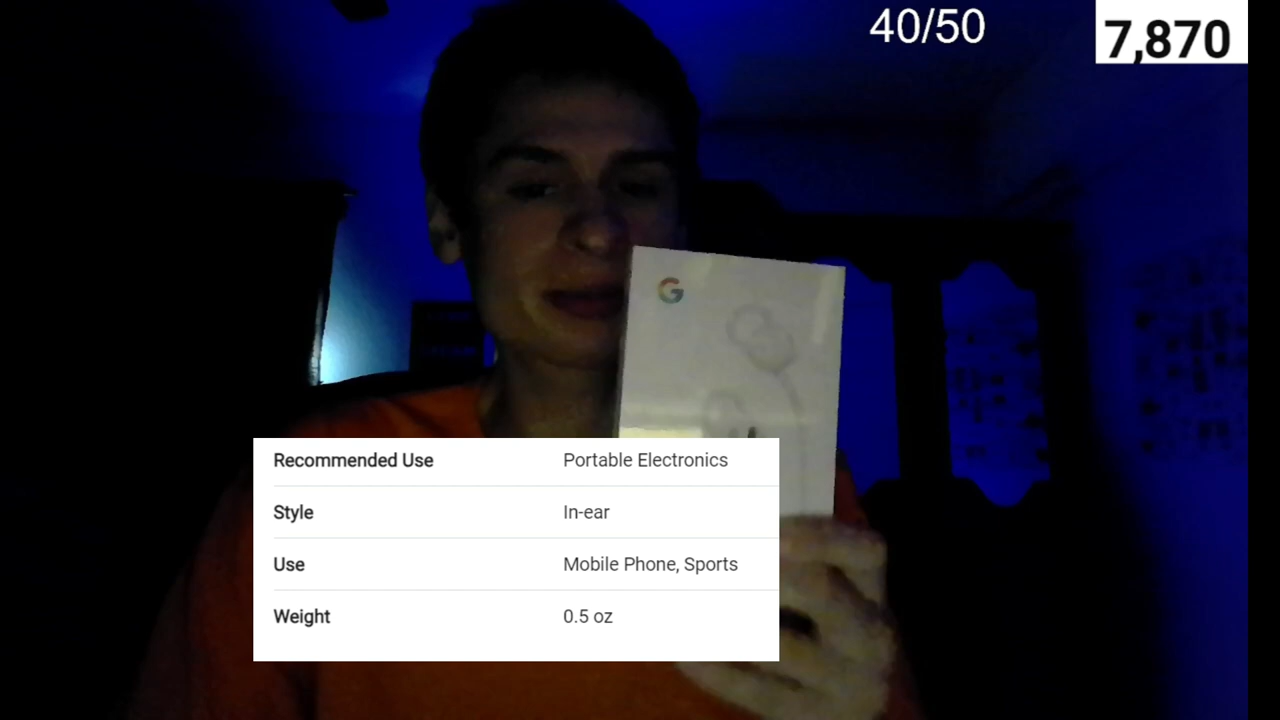 40/50
7,870
G
Recommended Use Portable Electronics
Style In-ear
Use Mobile Phone, Sports
Weight 0.5 oz